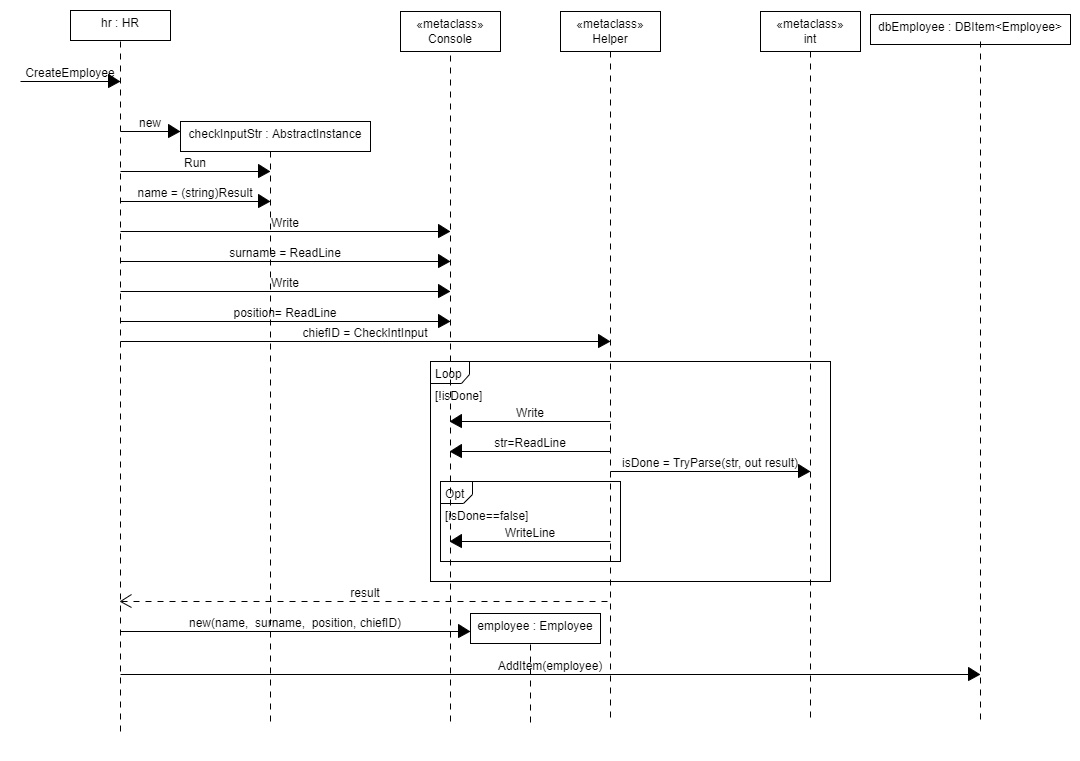 hr : HR
«metaclass»
Console
«metaclass»
Helper
«metaclass»
int
dbEmployee : DBItem<Employee>
CreateEmployee
new
checkInputStr : AbstractInstance
Run
name = (string)Result
Write
surname = ReadLine
Write
position= ReadLine
chiefID = CheckIntInput
Loop
[!isDone]
Write
str=ReadLine
isDone = TryParse(str, out result)
Opt
[isDone==false]
WriteLine
result
new(name, surname, position, chiefID)
employee : Employee
AddItem(employee)